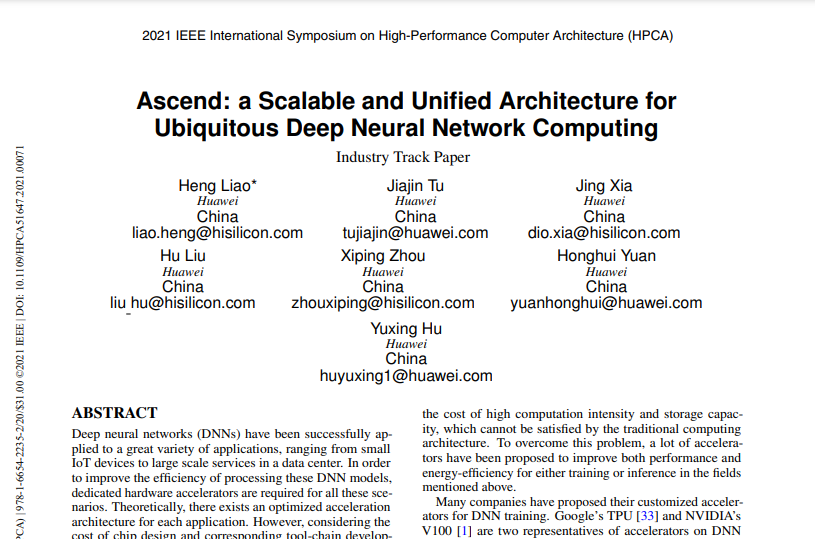 2021 IEEE International Symposium on High-Performance Computer Architecture (HPCA)
Ascend: a Scalable and Unified Architecture for
Ubiquitous Deep Neural Network Computing
Industry Track Paper
Heng Liao*
Huawei
China
liao.heng@hisilicon.com
Jiajin Tu
Huawei
China
tujiajin@huawei.com
Jing Xia
Huawei
China
dio.xia@hisilicon.com
Hu Liu
Huawei
China
liu_hu@hisilicon.com
Xiping Zhou
Huawei
China
zhouxiping@hisilicon.com
Honghui Yuan
Huawei
China
yuanhonghui@huawei.com
Yuxing Hu
Huawei
China
huyuxing1@huawei.com
ABSTRACT
Deep neural networks (DNNs) have been successfully ap-
plied to a great variety of applications, ranging from small
IoT devices to large scale services in a data center. In order
to improve the efficiency of processing these DNN models,
dedicated hardware accelerators are required for all these sce-
narios. Theoretically, there exists an optimized acceleration
architecture for each application. However, considering the
cost of chip design and corresponding tool-chain develop-
the cost of high computation intensity and storage capac-
ity, which cannot be satisfied by the traditional computing
architecture. To overcome this problem, a lot of accelera-
tors have been proposed to improve both performance and
energy-efficiency for either training or inference in the fields
mentioned above.
Many companies have proposed their customized acceler-
ators for DNN training. Google's TPU [33] and NVIDIA's
V100 [1] are two representatives of accelerators on DNN
PCA) | 978-1-6654-2235-2/20/$31.00 ©2021 IEEE | DOI: 10.1109/HPCA51647.2021.00071